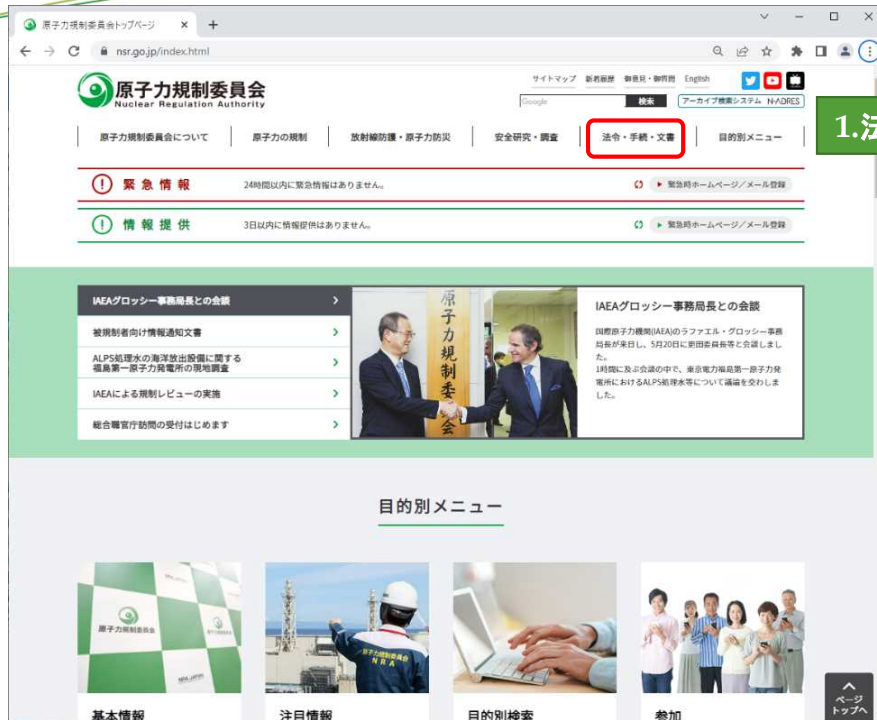 原子力規制委員会トップページ
nsr.go.jp/index.html
原子力規制委員会
Nuclear Regulation Authority
サイトマップ 新着履歴 御意見・御質問 English
Google 検索 アーカイブ検索システム N-ADRES
原子力規制委員会について 原子力の規制 放射線防護・原子力防災 安全研究・調査 法令・手続・文書 目的別メニュー
1.法
緊急情報 24時間以内に緊急情報はありません。 緊急時ホームページ/メール登録
情報提供 3日以内に情報提供はありません。 緊急時ホームページ/メール登録
IAEAグロッシー事務局長との会談
被規制者向け情報通知文書
ALPS処理水の海洋放出設備に関する
福島第一原子力発電所の現地調査
IAEAによる規制レビューの実施
総合職官庁訪問の受付はじめます
原子力規制委員会
IAEAグロッシー事務局長との会談
国際原子力機関(IAEA)のラファエル・グロッシー事務
局長が来日し、5月20日に更田委員長等と会談しまし
た。
1時間に及ぶ会談の中で、東京電力福島第一原子力発
電所におけるALPS処理水等について議論を交わしま
した。
目的別メニュー
原子力規制委員会
原子力規制委員会
NRA
基本情報
注目情報
目的別検索
参加
ページ
トップへ